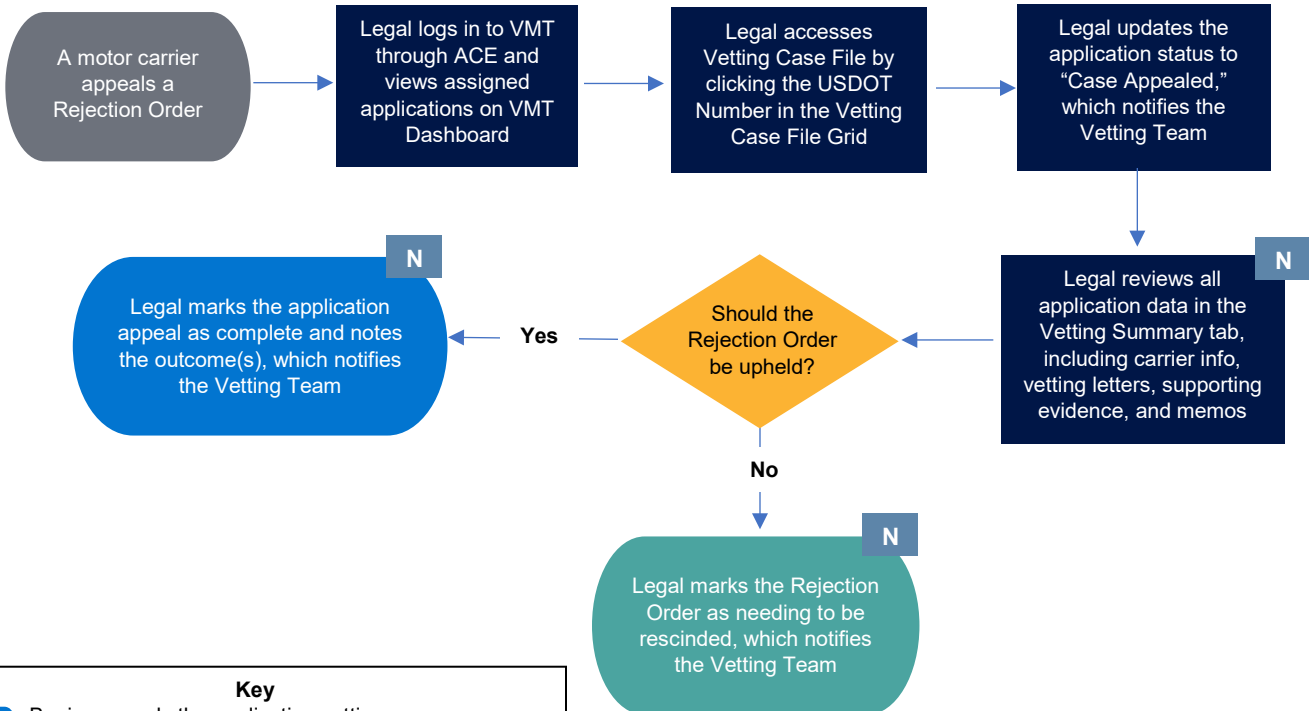 A motor carrier
appeals a
Rejection Order
Legal logs in to VMT
through ACE and
views assigned
applications on VMT
Dashboard
Legal accesses
Vetting Case File by
clicking the USDOT
Number in the Vetting
Case File Grid
Legal updates the
application status to
“Case Appealed,”
which notifies the
Vetting Team
N
Legal reviews all
application data in the
Vetting Summary tab,
including carrier info,
vetting letters, supporting
evidence, and memos
Should the
Rejection Order
be upheld?
Yes
N
Legal marks the application
appeal as complete and notes
the outcome(s), which notifies
the Vetting Team
No
N
Legal marks the Rejection
Order as needing to be
rescinded, which notifies
the Vetting Team
Key